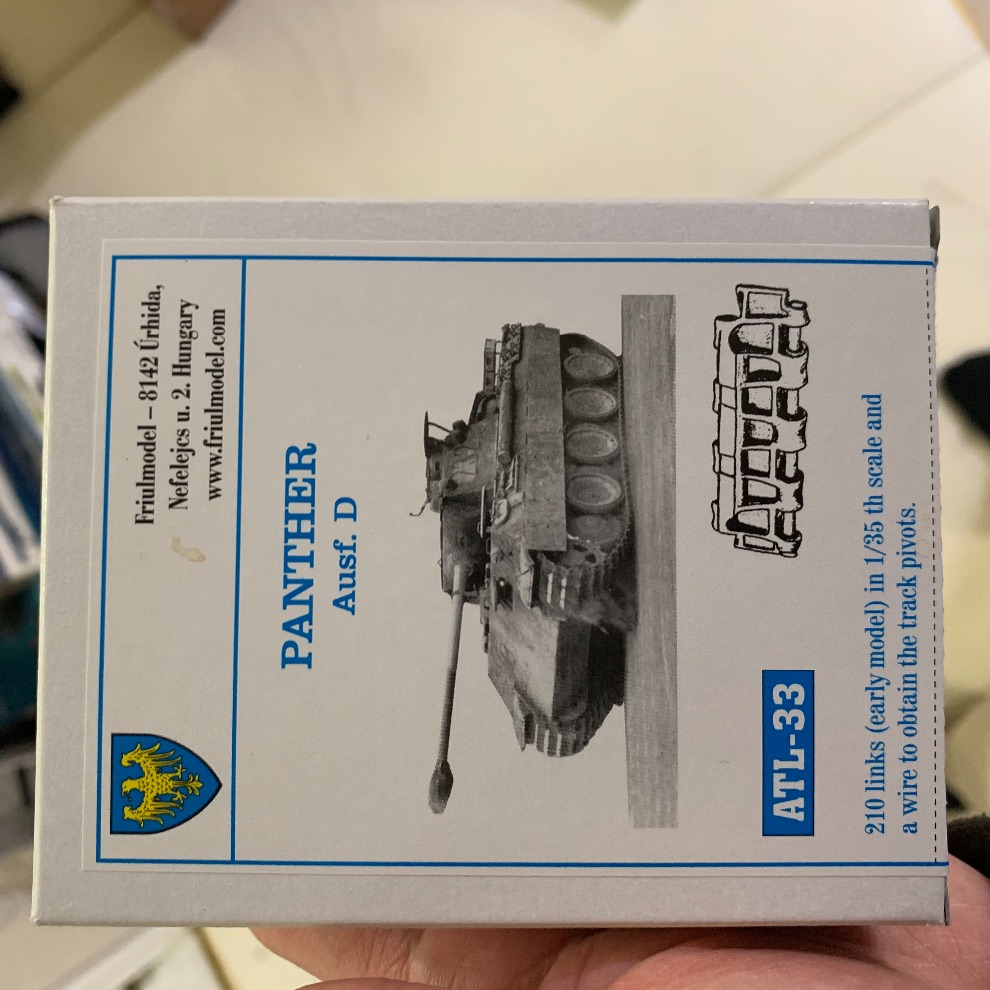 Friulmodel – 8142 Úrhida,
Nefelejcs u. 2. Hungary
www.friulmodel.com
PANTHER
Ausf. D
ATL-33
210 links (early model) in 1/35 th scale and
a wire to obtain the track pivots.